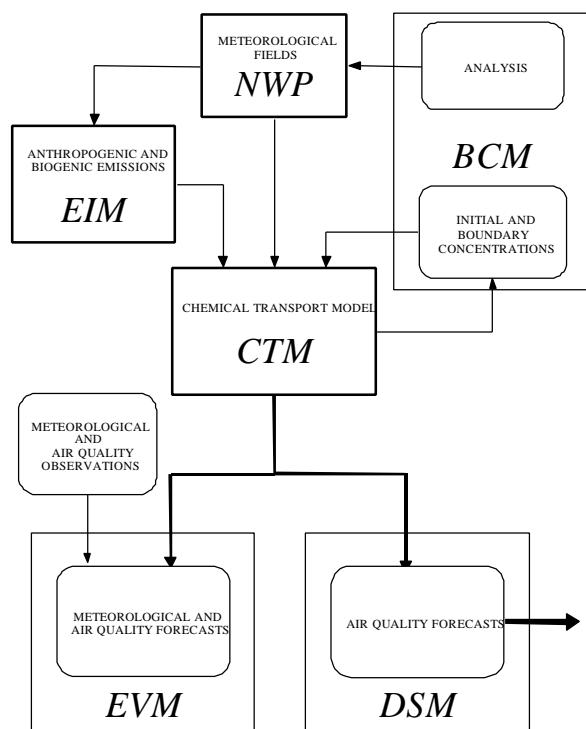 METEOROLOGICAL
FIELDS
NWP
ANALYSIS
BCM
ANTHROPOGENIC AND
BIOGENIC EMISSIONS
EIM
INITIAL AND
BOUNDARY
CONCENTRATIONS
CHEMICAL TRANSPORT MODEL
CTM
METEOROLOGICAL
AND
AIR QUALITY
OBSERVATIONS
METEOROLOGICAL AND
AIR QUALITY FORECASTS
EVM
AIR QUALITY FORECASTS
DSM